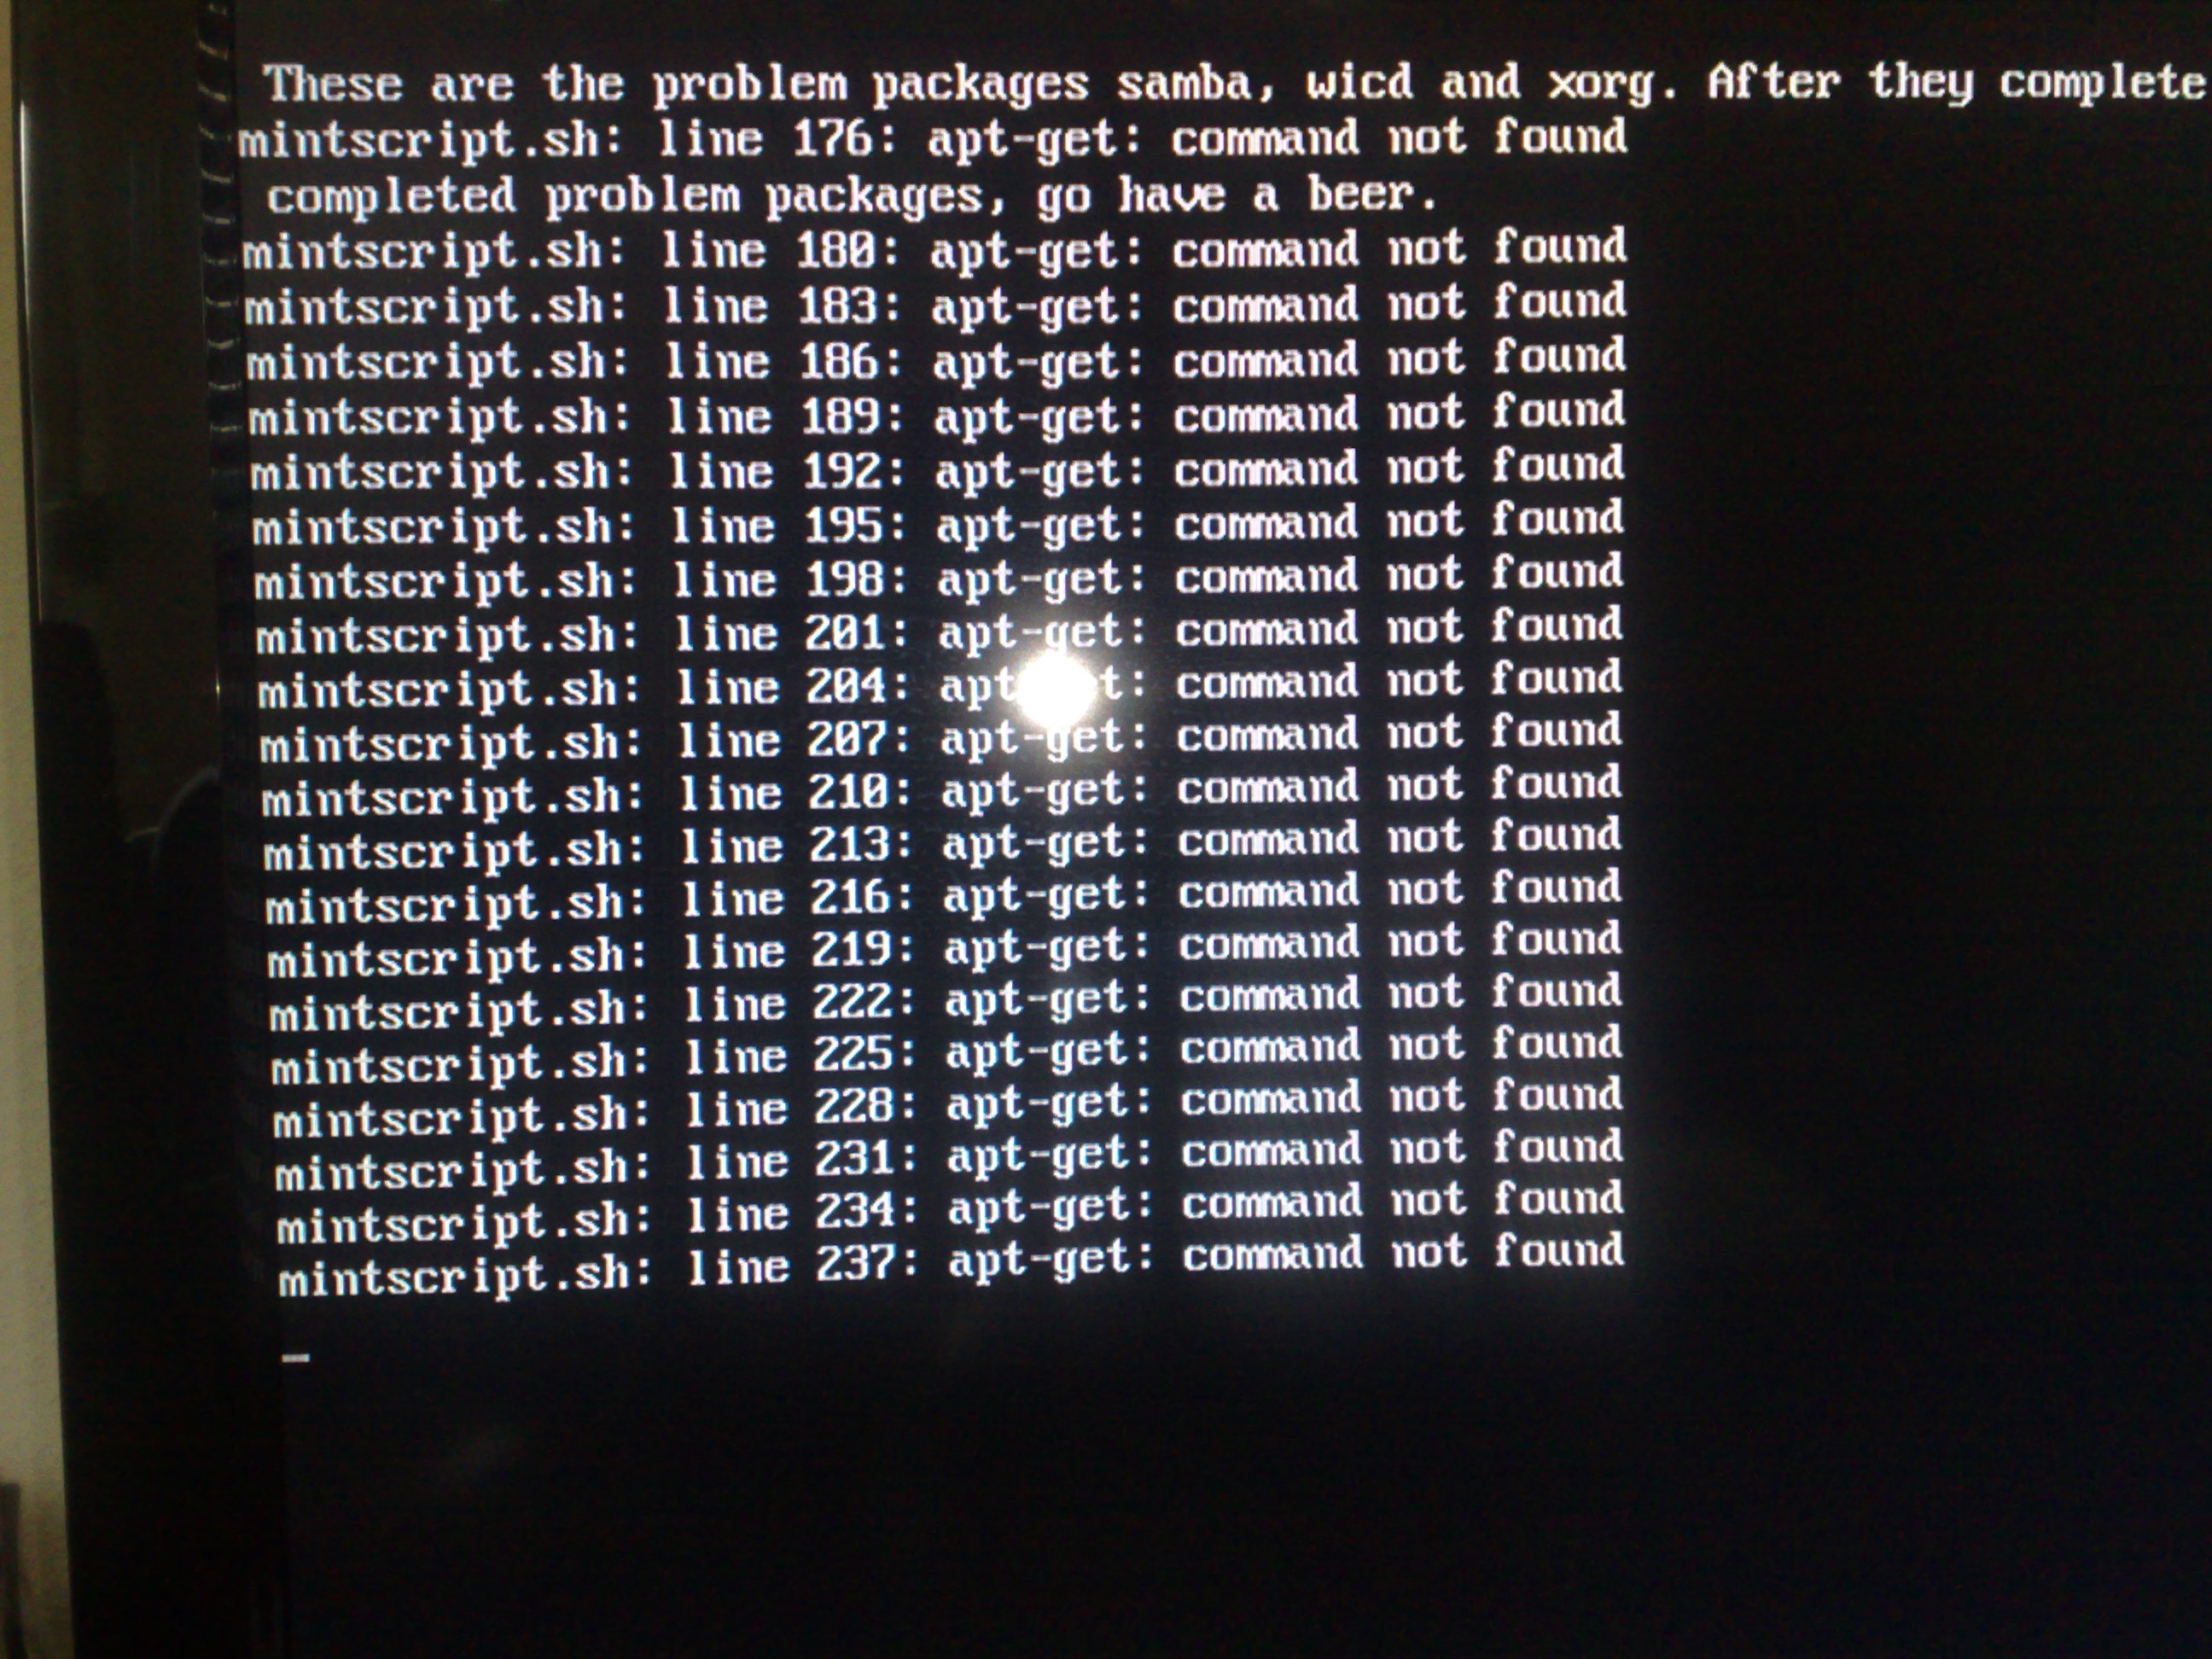 These are the problem packages samba, wicd and xorg. After they complete
mintscript.sh: line 176: apt-get: command not found
completed problem packages, go have a beer.
mintscript.sh: line 180: apt-get: command not found
mintscript.sh: line 183: apt-get: command not found
mintscript.sh: line 186: apt-get: command not found
mintscript.sh: line 189: apt-get: command not found
mintscript.sh: line 192: apt-get: command not found
mintscript.sh: line 195: apt-get: command not found
mintscript.sh: line 198: apt-get: command not found
mintscript.sh: line 201: apt-get: command not found
mintscript.sh: line 204: apt-get: command not found
mintscript.sh: line 207: apt-get: command not found
mintscript.sh: line 210: apt-get: command not found
mintscript.sh: line 213: apt-get: command not found
mintscript.sh: line 216: apt-get: command not found
mintscript.sh: line 219: apt-get: command not found
mintscript.sh: line 222: apt-get: command not found
mintscript.sh: line 225: apt-get: command not found
mintscript.sh: line 228: apt-get: command not found
mintscript.sh: line 231: apt-get: command not found
mintscript.sh: line 234: apt-get: command not found
mintscript.sh: line 237: apt-get: command not found